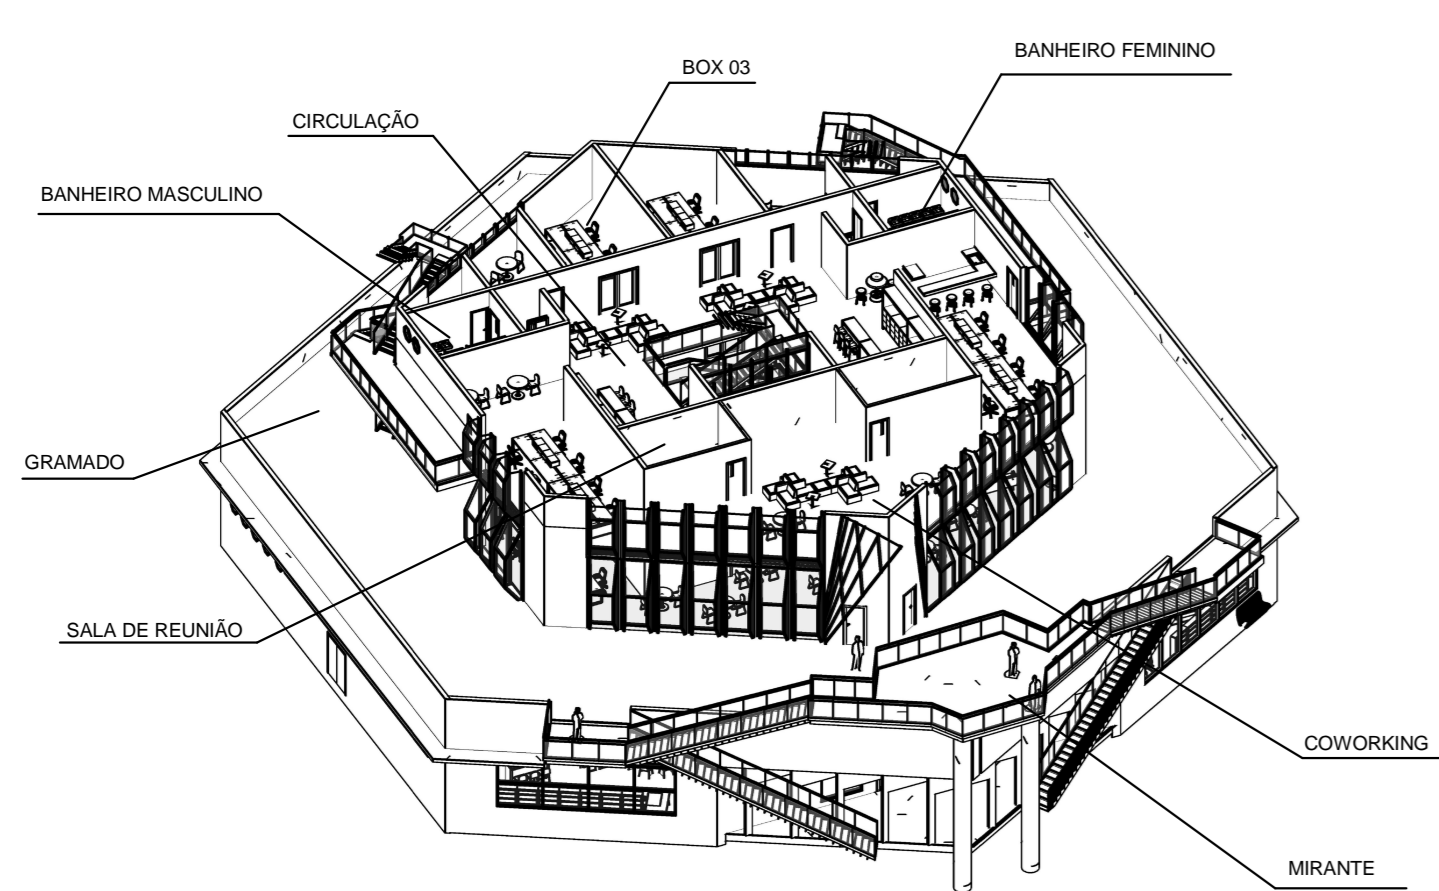 BANHEIRO FEMININO
BOX 03
CIRCULAÇÃO
BANHEIRO MASCULINO
GRAMADO
SALA DE REUNIÃO
COWORKING
MIRANTE